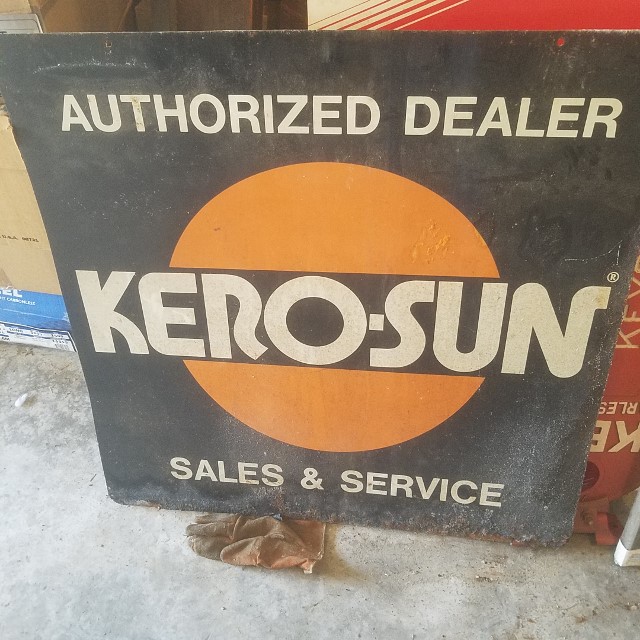 AUTHORIZED DEALER
KERO-SUN®
SALES & SERVICE